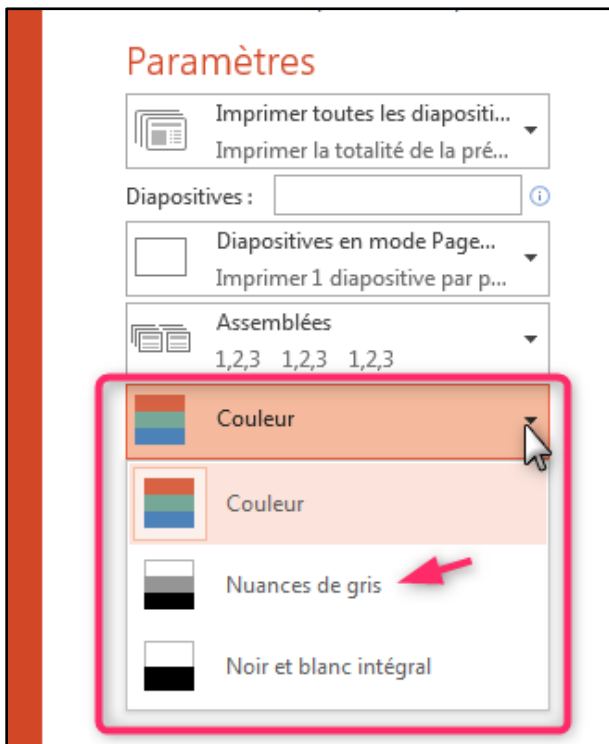 Paramètres
Imprimer toutes les diapositi...
Imprimer la totalité de la pré...
Diapositives :
Diapositives en mode Page...
Imprimer 1 diapositive par p...
Assemblées
1,2,3 1,2,3 1,2,3
Couleur
Couleur
Nuances de gris
Noir et blanc intégral